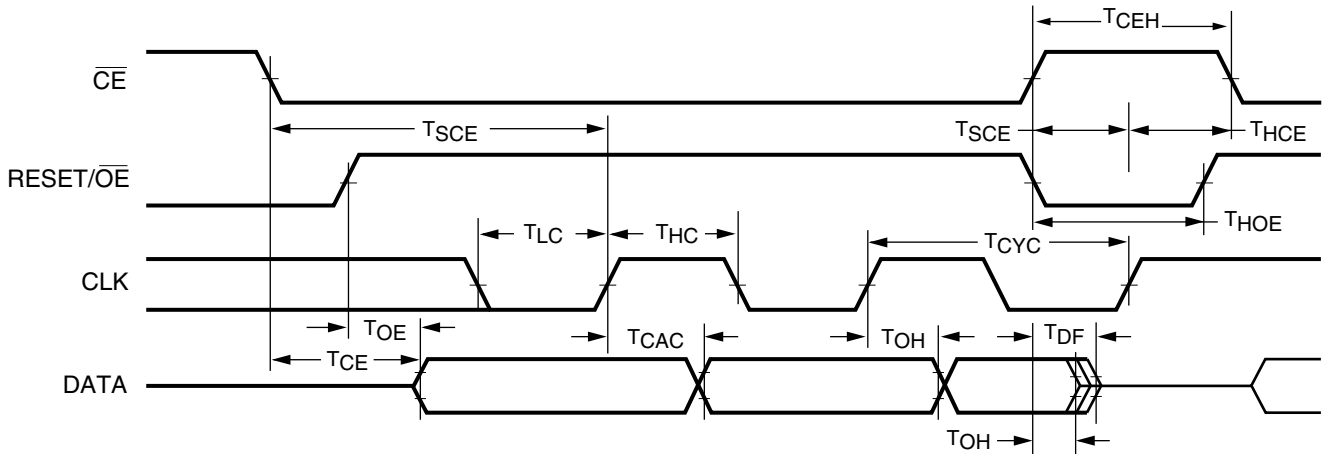 TCEH
CE
TSCE
TSCE
THCE
RESET/OE
TLC
THC
TCYC
THOE
CLK
TOE
TCAC
TOH
TDF
TCE
DATA
TOH